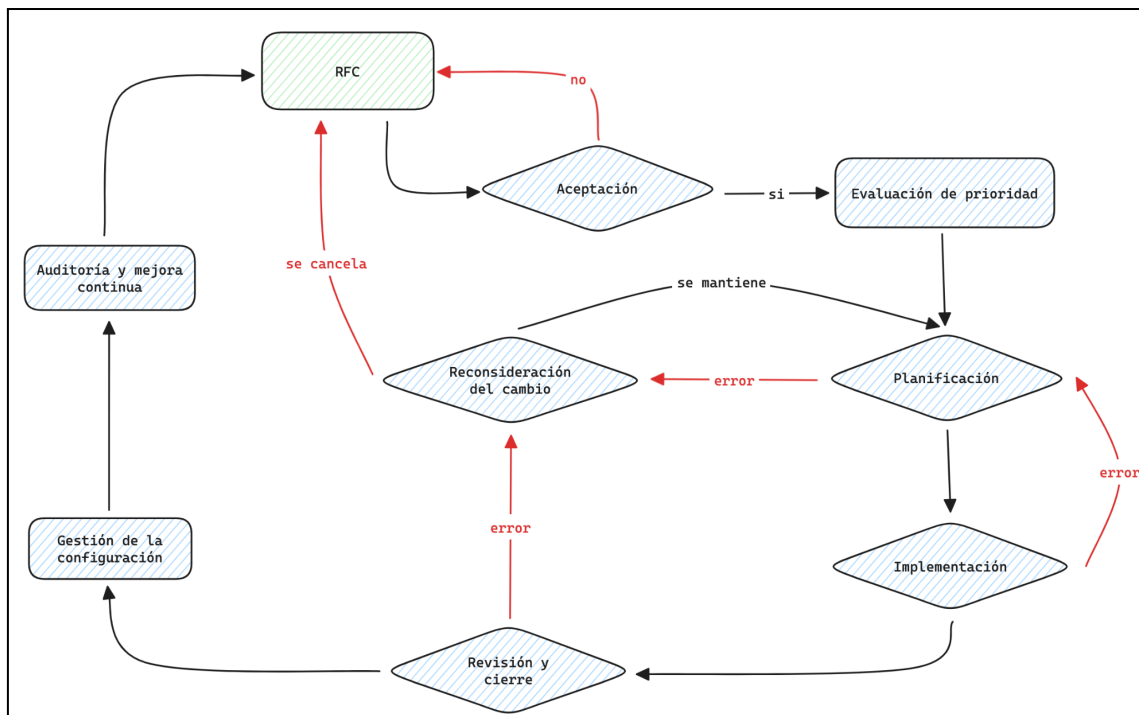 RFC
no
Aceptación
si
Evaluación de prioridad
Auditoría y mejora
continua
se cancela
se mantiene
Reconsideración
del cambio
error
Planificación
error
error
Gestión de la
configuración
Implementación
Revisión y
cierre